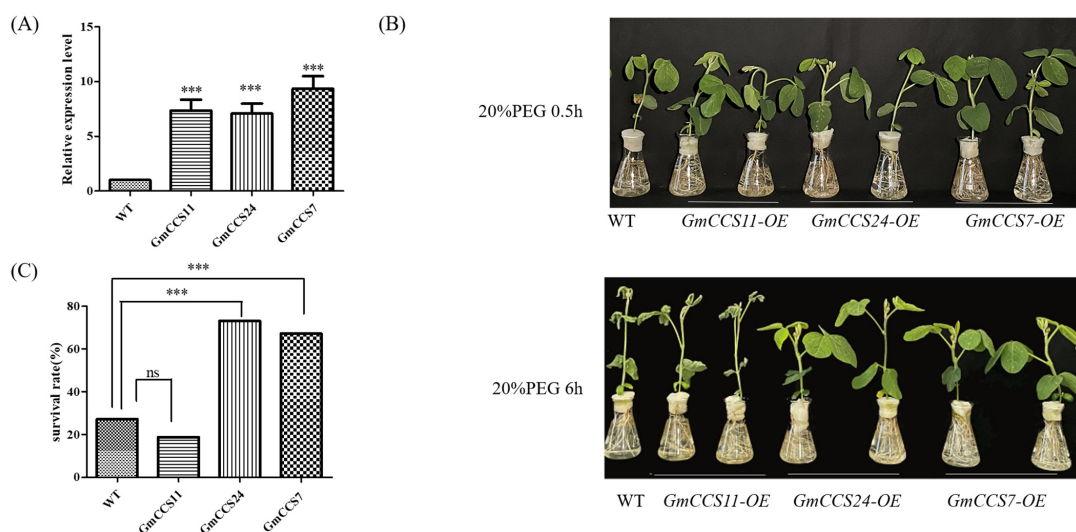 (A)
Relative expression level
15
10
5
0
***
***
***
WT
GmCCS11
GmCCS24
GmCCS7
(B)
20%PEG 0.5h
WT GmCCS11-OE GmCCS24-OE GmCCS7-OE
(C)
survival rate(%)
80
60
40
20
0
***
***
ns
WT
GmCCS11
GmCCS24
GmCCS7
20%PEG 6h
WT GmCCS11-OE GmCCS24-OE GmCCS7-OE